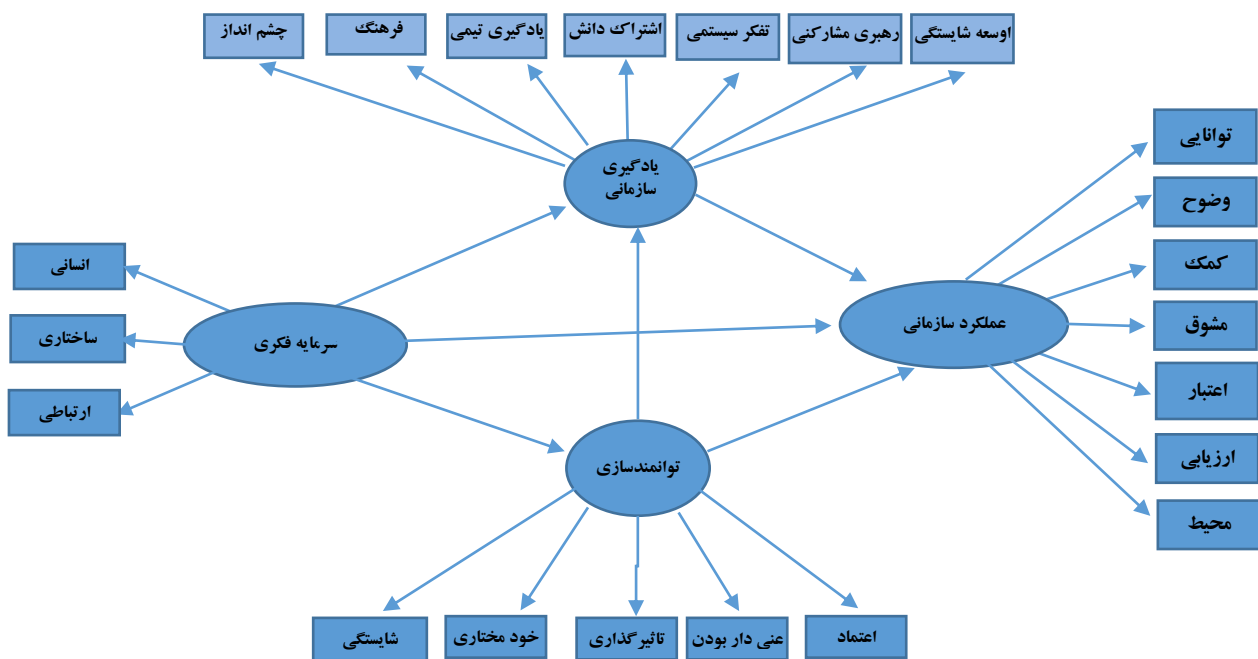 چشم انداز
فرهنگ
یادگیری تیمی
اشتراک دانش
تفکر سیستمی
رهبری مشارکنی
اوسعه شایستگی
یادگیری
سازمانی
توانایی
وضوح
کمک
مشوق
اعتبار
ارزیابی
محیط
عملکرد سازمانی
انسانی
ساختاری
ارتباطی
سرمایه فکری
توانمندسازی
شایستگی
خود مختاری
تاثیرگذاری
عنی دار بودن
اعتماد